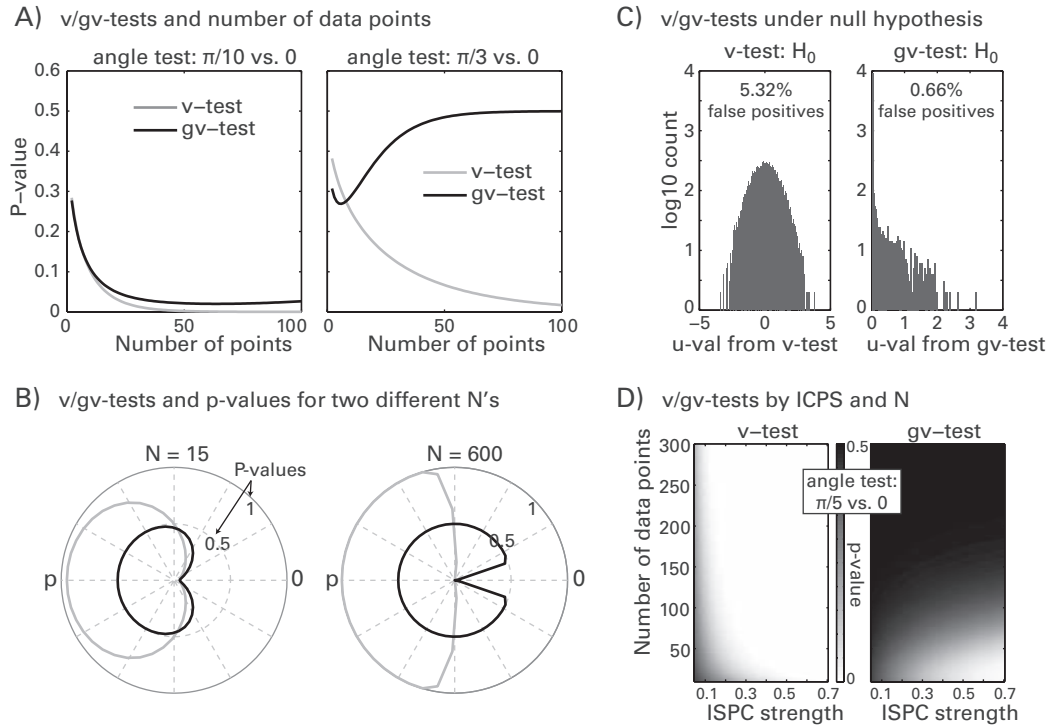 A) v/gv-tests and number of data points
angle test: π/10 vs. 0
angle test: π/3 vs. 0
0.6
0.5
0.4
0.3
0.2
0.1
0
P–value
v–test
gv–test
v–test
gv–test
0
50
100
0
50
100
Number of points
Number of points
C) v/gv-tests under null hypothesis
v-test: H0
gv-test: H0
5.32%
false positives
0.66%
false positives
log10 count
4
3
2
1
0
4
3
2
1
0
−5
0
5
0
1
2
3
4
u-val from v-test
u-val from gv-test
B) v/gv-tests and p-values for two different N's
N = 15
N = 600
P-values
1
0.5
p
0
1
0.5
p
0
D) v/gv-tests by ICPS and N
v–test
gv–test
Number of data points
300
250
200
150
100
50
0.5
angle test:
π/5 vs. 0
p-value
0
0.1
0.3
0.5
0.7
0.1
0.3
0.5
0.7
ISPC strength
ISPC strength